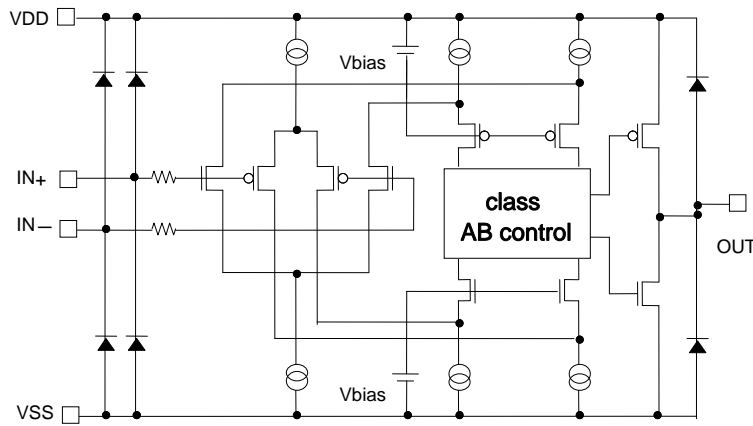 VDD
Vbias
IN+
IN−
class
AB control
OUT
Vbias
VSS